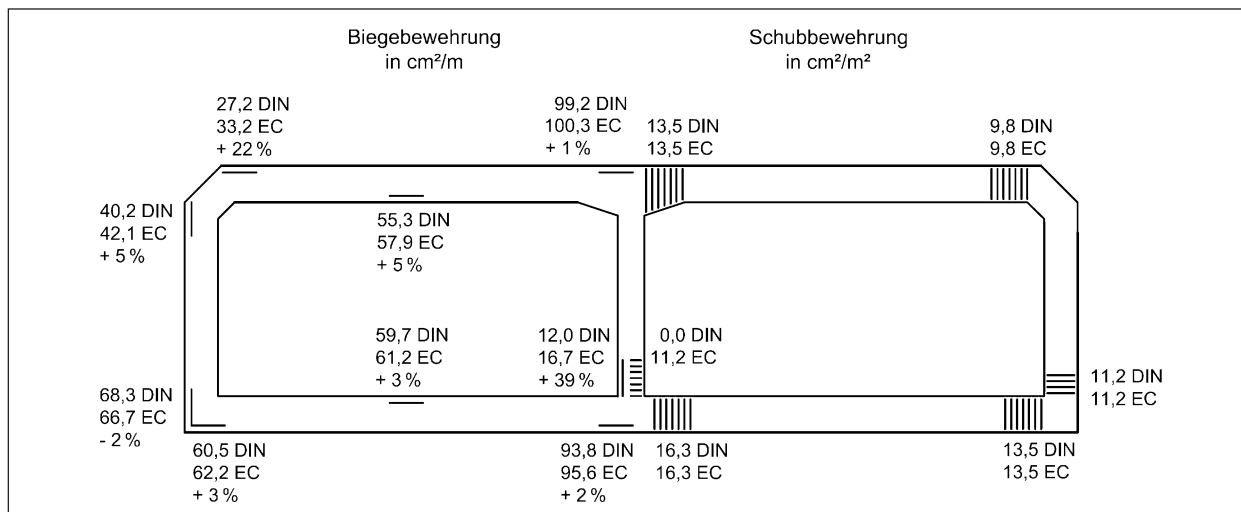 Biegebewehrung
in cm²/m
Schubbewehrung
in cm²/m²
27,2 DIN
33,2 EC
+ 22 %
99,2 DIN
100,3 EC
+ 1 %
13,5 DIN
13,5 EC
9,8 DIN
9,8 EC
40,2 DIN
42,1 EC
+ 5 %
55,3 DIN
57,9 EC
+ 5 %
59,7 DIN
61,2 EC
+ 3 %
12,0 DIN
16,7 EC
+ 39 %
0,0 DIN
11,2 EC
11,2 DIN
11,2 EC
68,3 DIN
66,7 EC
- 2 %
60,5 DIN
62,2 EC
+ 3 %
93,8 DIN
95,6 EC
+ 2 %
16,3 DIN
16,3 EC
13,5 DIN
13,5 EC